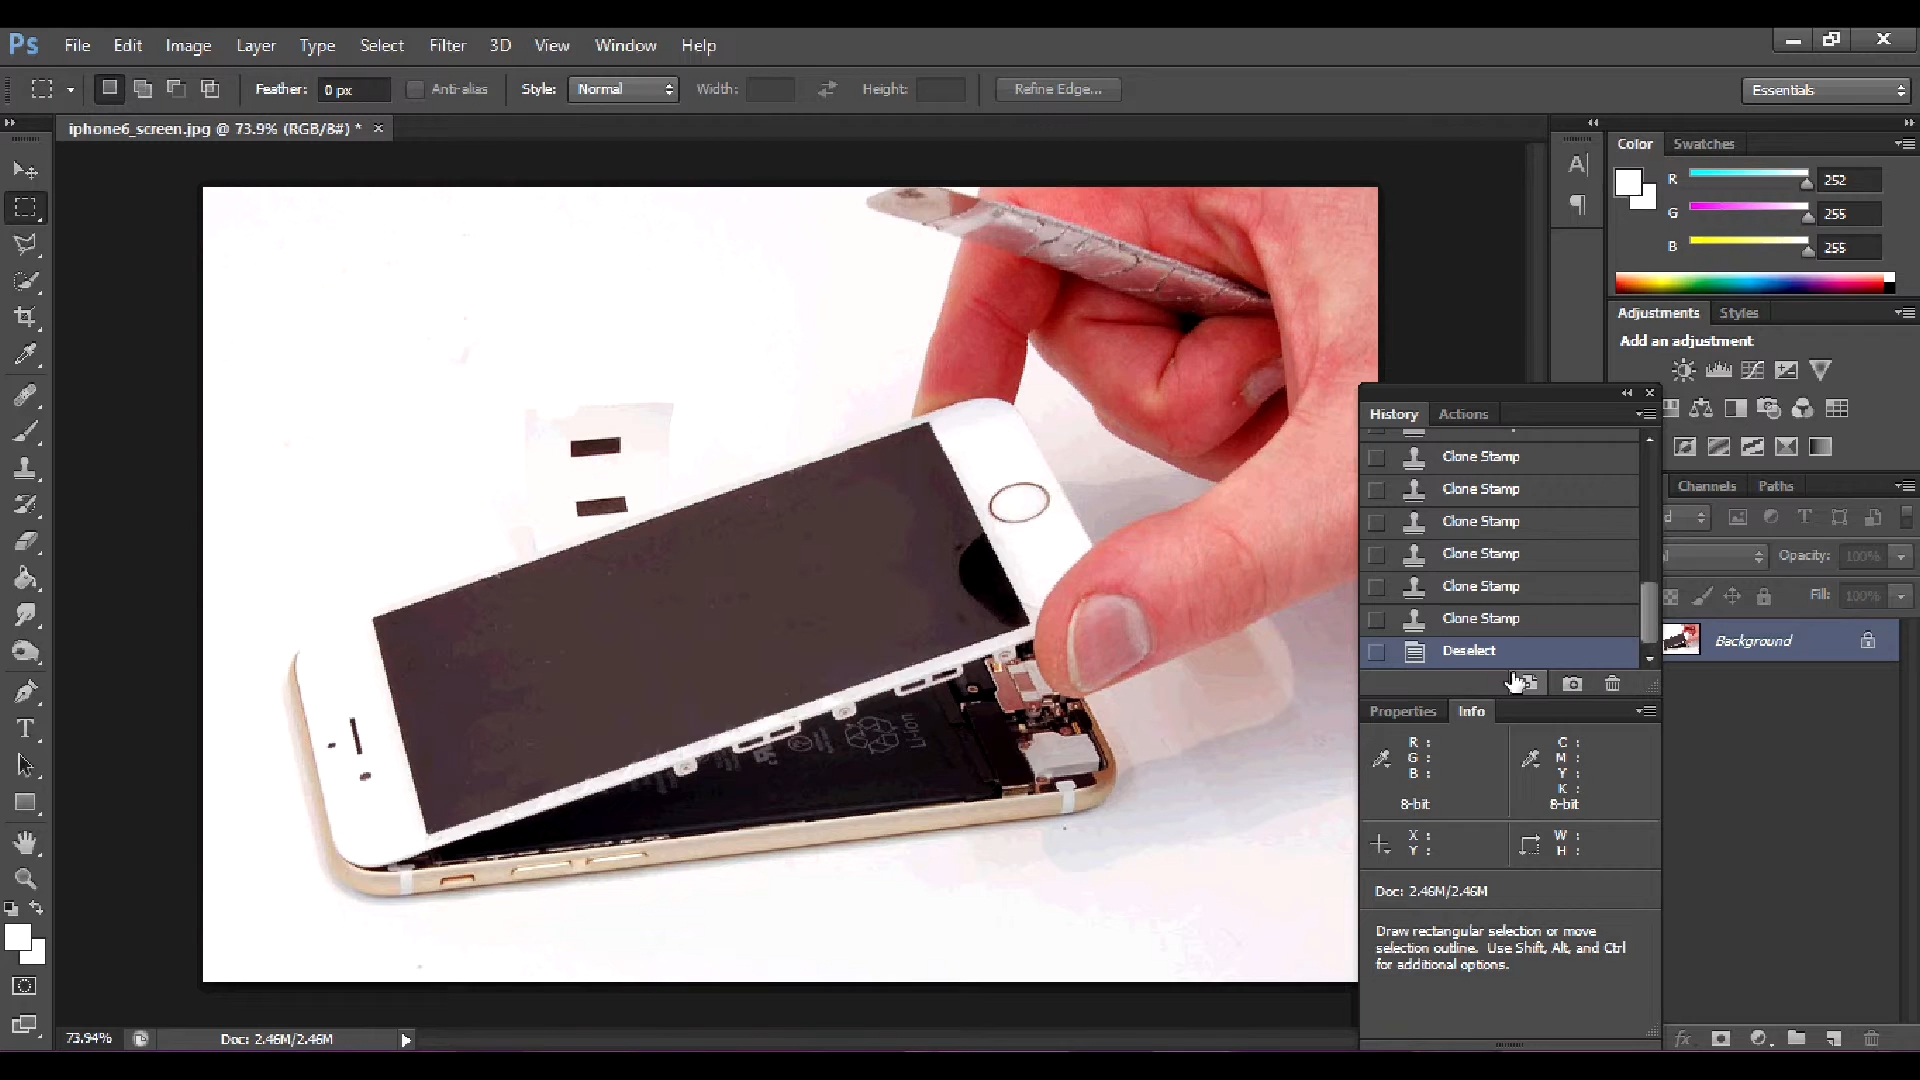 Ps File Edit Image Layer Type Select Filter 3D View Window Help
Feather: 0 px Anti-alias Style: Normal Width: Height: Refine Edge... Essentials
iphone6_screen.jpg @ 73.9% (RGB/8#) * ×
Color Swatches
R 252
G 255
B 255
Adjustments Styles
Add an adjustment
History Actions
Clone Stamp
Clone Stamp
Clone Stamp
Clone Stamp
Clone Stamp
Clone Stamp
Deselect
Channels Paths
Opacity: 100%
Fill: 100%
Background
Properties Info
R : C :
G : M :
B : Y :
K :
8-bit 8-bit
X : W :
Y : H :
Doc: 2.46M/2.46M
Draw rectangular selection or move
selection outline. Use Shift, Alt, and Ctrl
for additional options.
Li-ion
73.94% Doc: 2.46M/2.46M